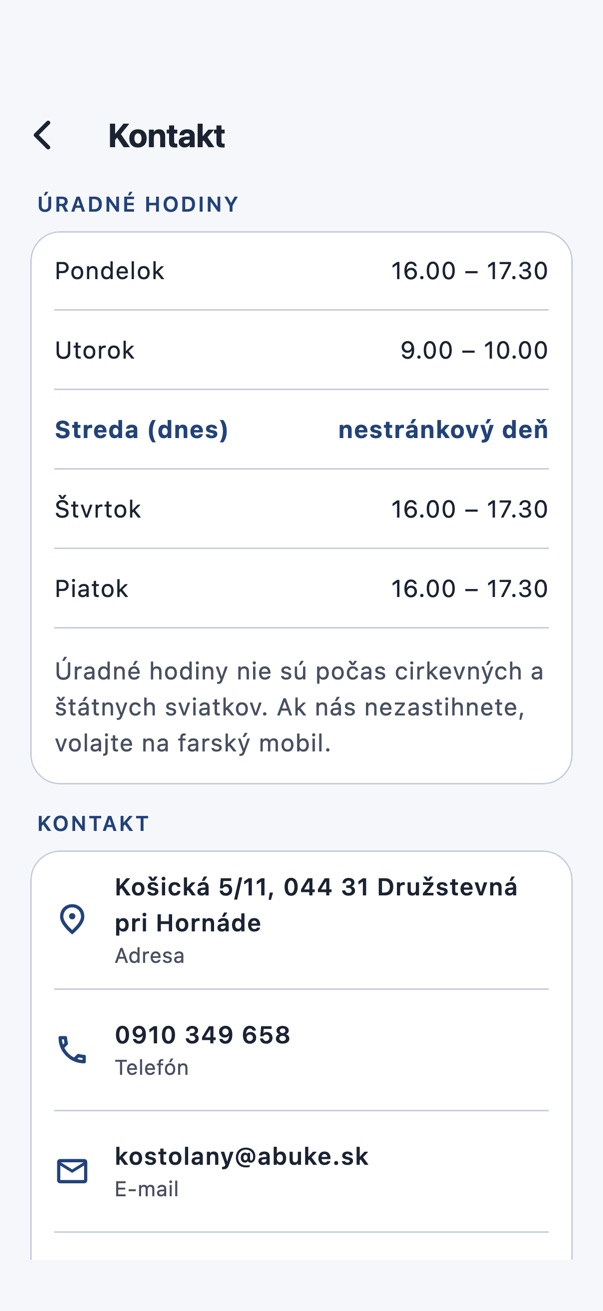 Kontakt
ÚRADNÉ HODINY
Pondelok 16.00 – 17.30
Utorok 9.00 – 10.00
Streda (dnes) nestránkový deň
Štvrtok 16.00 – 17.30
Piatok 16.00 – 17.30
Úradné hodiny nie sú počas cirkevných a
štátnych sviatkov. Ak nás nezastihnete,
volajte na farský mobil.
KONTAKT
Košická 5/11, 044 31 Družstevná
pri Hornáde
Adresa
0910 349 658
Telefón
kostolany@abuke.sk
E-mail